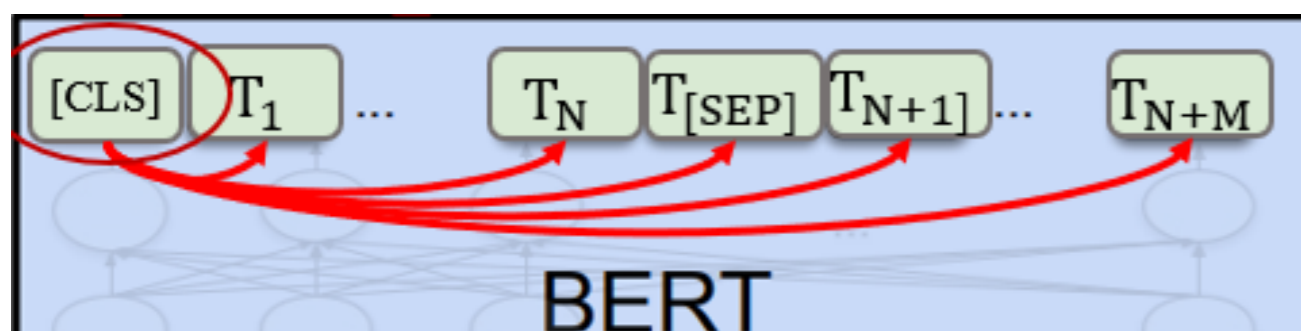 [CLS] T1 ... TN T[SEP] TN+1] ... TN+M
...
BERT